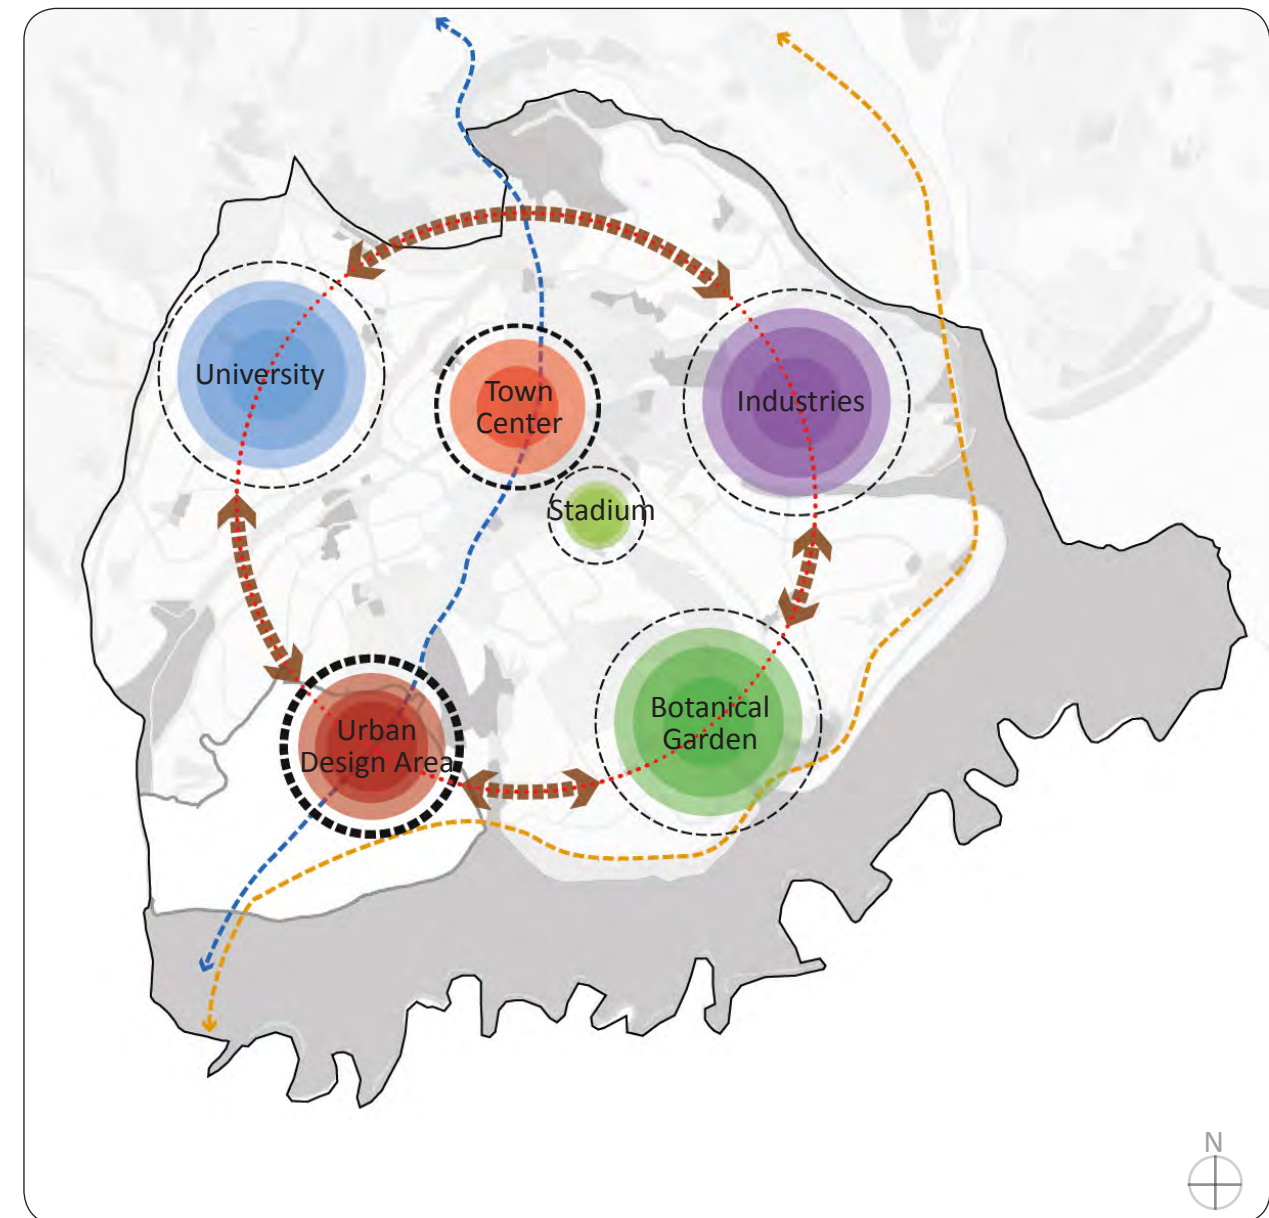 University
Town
Center
Industries
Stadium
Botanical
Garden
Urban
Design Area
N